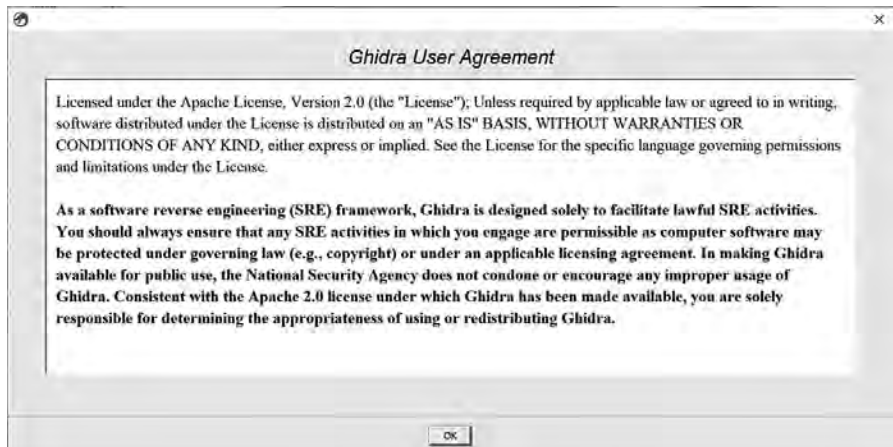 Ghidra User Agreement
Licensed under the Apache License, Version 2.0 (the "License"); Unless required by applicable law or agreed to in writing,
software distributed under the License is distributed on an "AS IS" BASIS, WITHOUT WARRANTIES OR
CONDITIONS OF ANY KIND, either express or implied. See the License for the specific language governing permissions
and limitations under the License.
As a software reverse engineering (SRE) framework, Ghidra is designed solely to facilitate lawful SRE activities.
You should always ensure that any SRE activities in which you engage are permissible as computer software may
be protected under governing law (e.g., copyright) or under an applicable licensing agreement. In making Ghidra
available for public use, the National Security Agency does not condone or encourage any improper usage of
Ghidra. Consistent with the Apache 2.0 license under which Ghidra has been made available, you are solely
responsible for determining the appropriateness of using or redistributing Ghidra.
OK